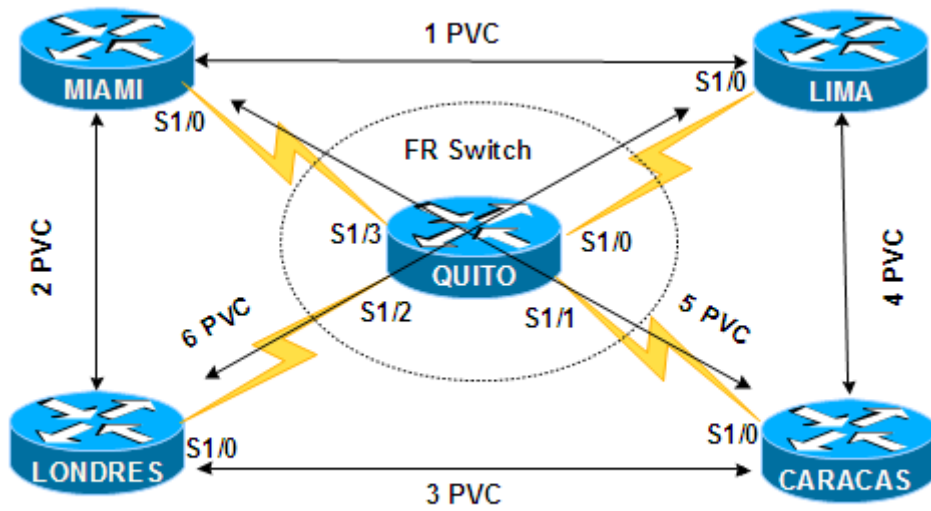 1 PVC
MIAMI
LIMA
S1/0
S1/0
FR Switch
2 PVC
4 PVC
S1/3
S1/0
QUITO
6 PVC
S1/2
S1/1
5 PVC
LONDRES
S1/0
S1/0
CARACAS
3 PVC